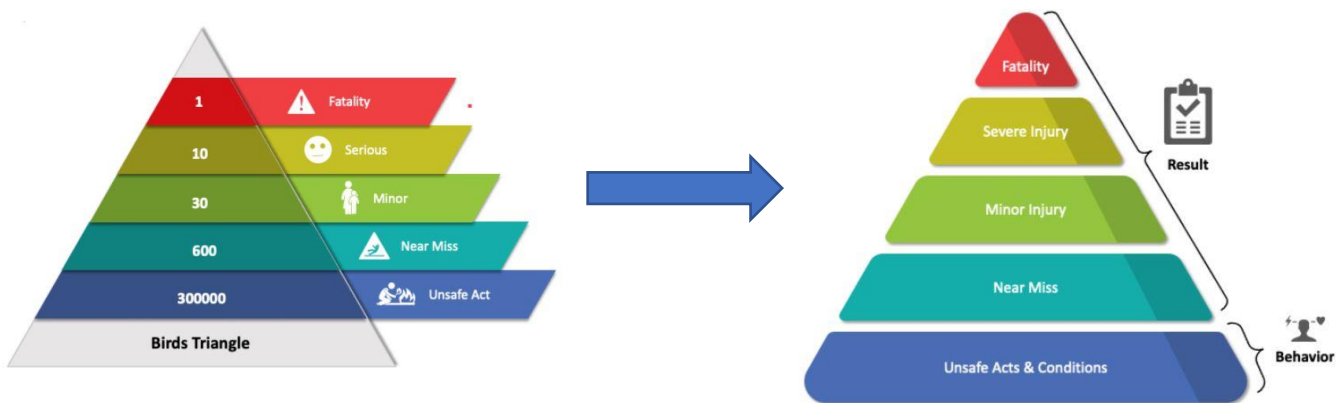 1
Fatality
10
Serious
30
Minor
600
Near Miss
300000
Unsafe Act
Birds Triangle
Fatality
Severe Injury
Minor Injury
Near Miss
Unsafe Acts & Conditions
Result
Behavior